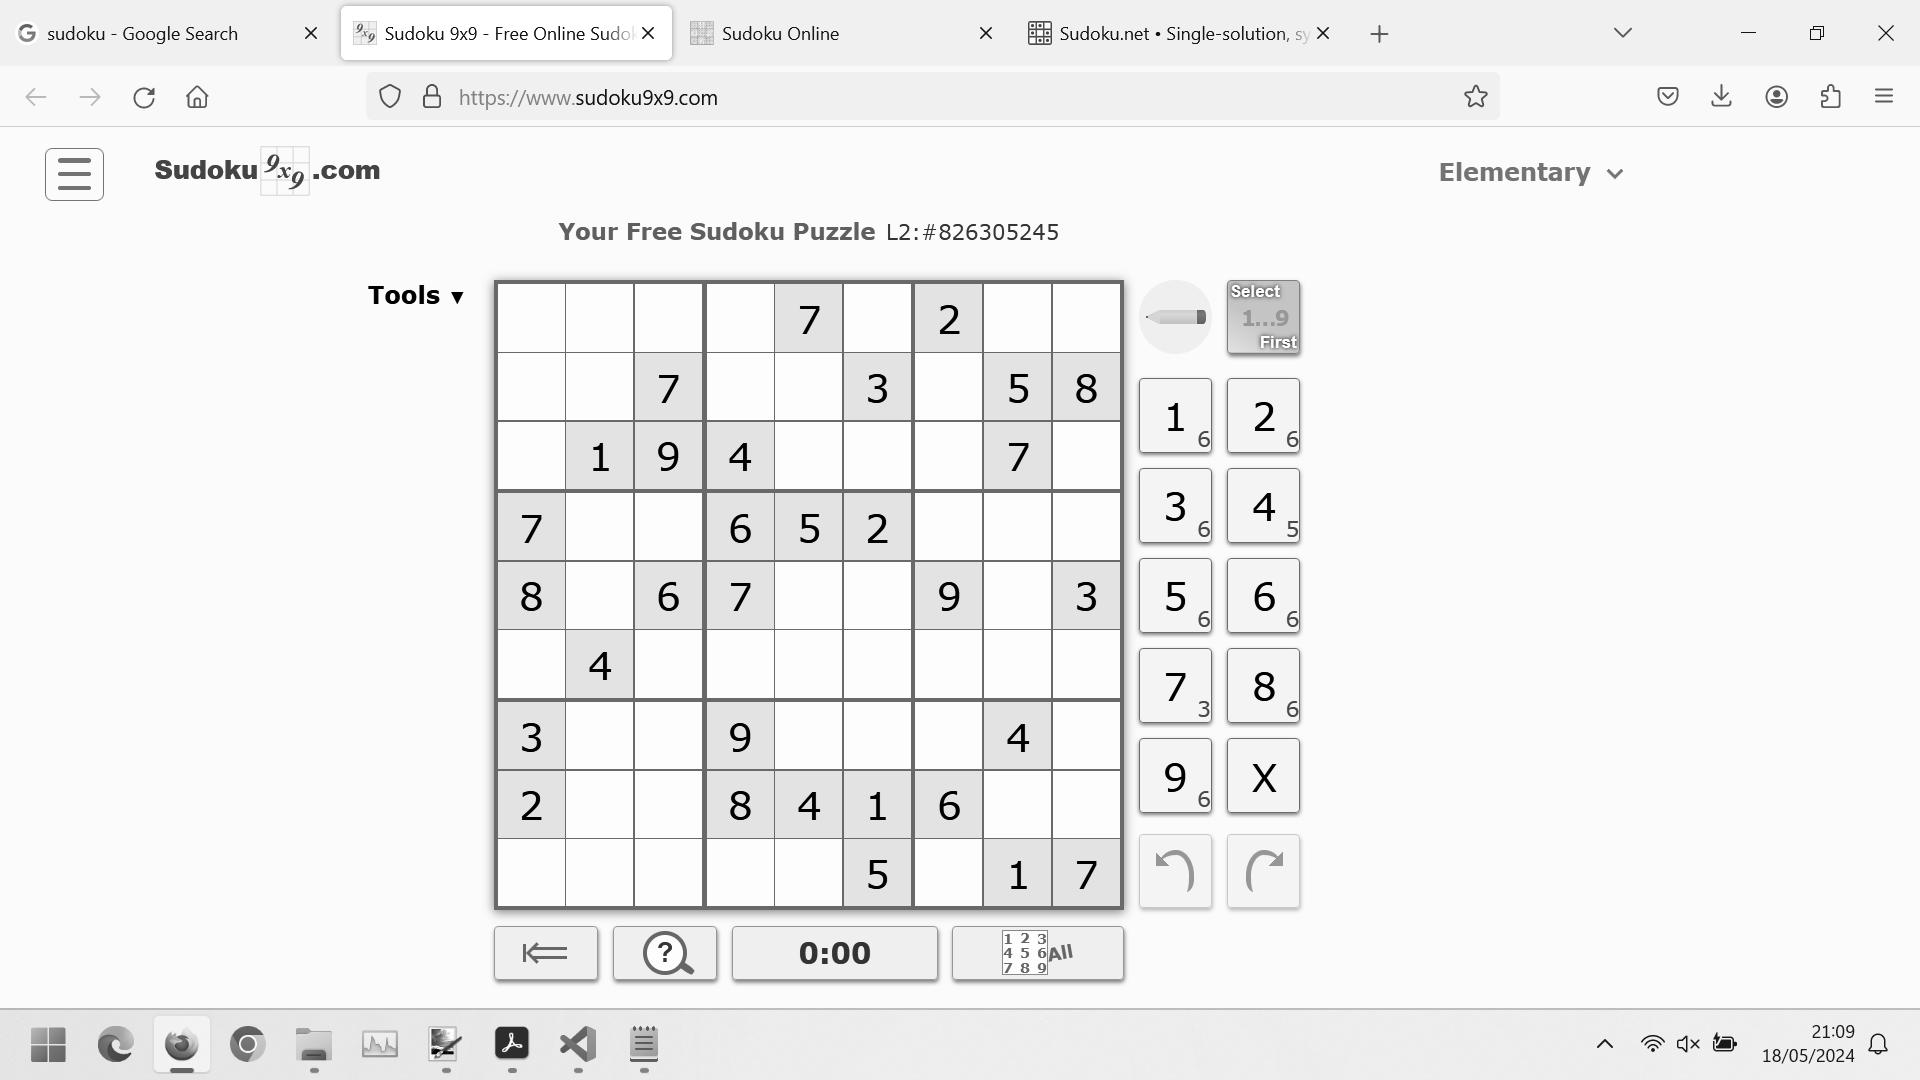 sudoku - Google Search
Sudoku 9x9 - Free Online Sudo
Sudoku Online
Sudoku.net • Single-solution, sy
https://www.sudoku9x9.com
Sudoku 9x9 .com
Elementary
Your Free Sudoku Puzzle L2:#826305245
Tools ▼
7 2
7 3 5 8
1 9 4 7
7 6 5 2
8 6 7 9 3
4
3 9 4
2 8 4 1 6
5 1 7
Select
1...9
First
1 6 2 6
3 6 4 5
5 6 6 6
7 3 8 6
9 6 X
?
0:00
1 2 3
4 5 6 All
7 8 9
21:09
18/05/2024